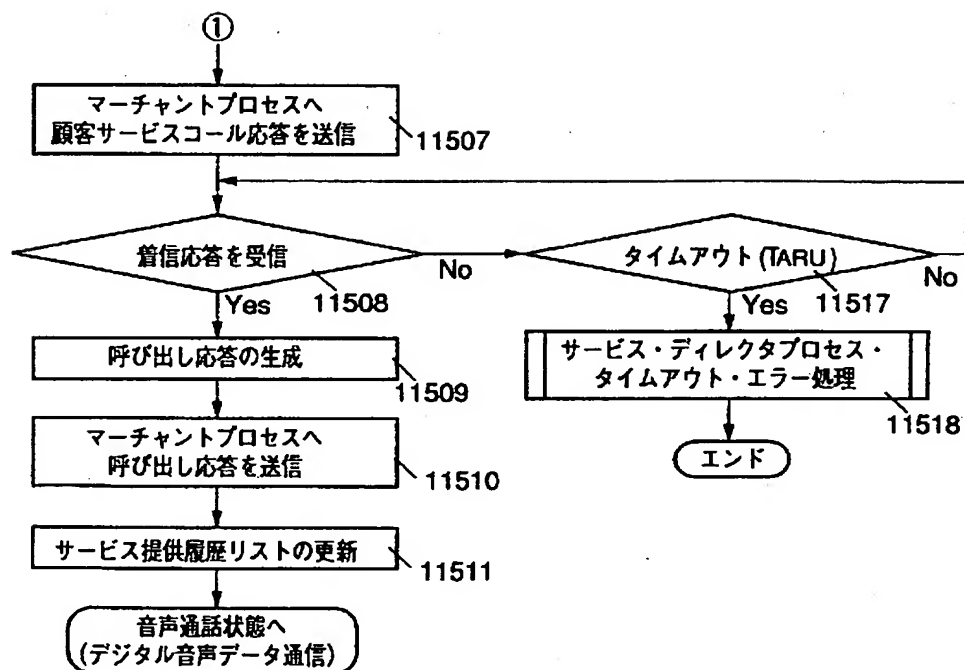 ①
マーチャントプロセスへ
顧客サービスコール応答を送信
11507
着信応答を受信
No
11508
Yes
タイムアウト(TARU)
No
11517
Yes
呼び出し応答の生成
11509
サービス・ディレクタプロセス・
タイムアウト・エラー処理
11518
マーチャントプロセスへ
呼び出し応答を送信
11510
エンド
サービス提供履歴リストの更新
11511
音声通話状態へ
(デジタル音声データ通信)